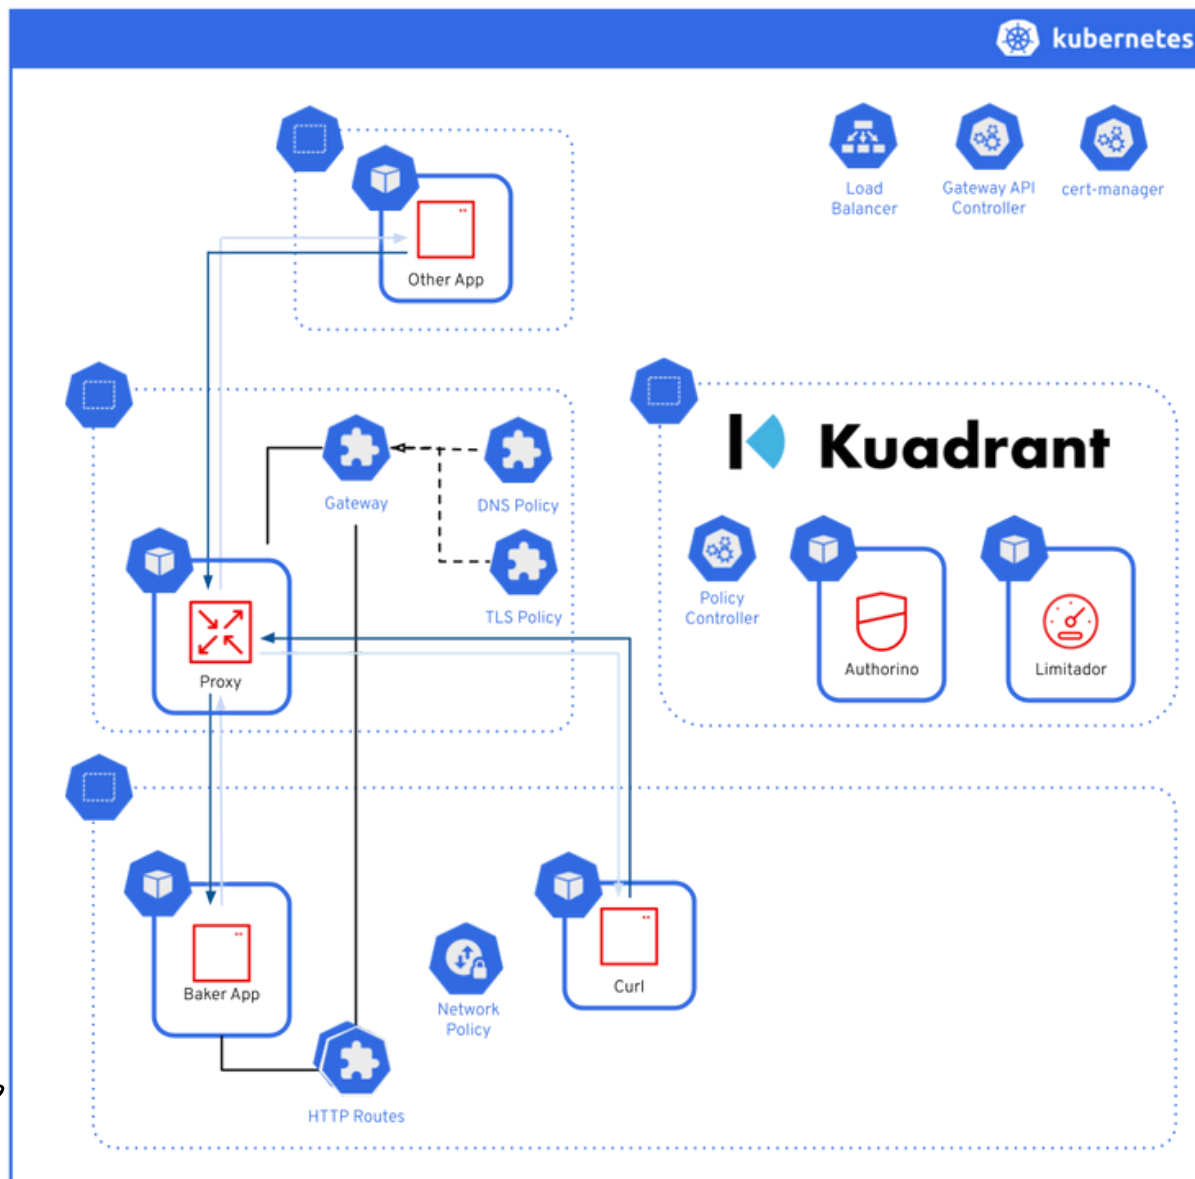 kubernetes
Load
Balancer
Gateway API
Controller
cert-manager
Other App
Gateway
DNS Policy
TLS Policy
Proxy
Kuadrant
Policy
Controller
Authorino
Limitador
Baker App
Network
Policy
Curl
HTTP Routes